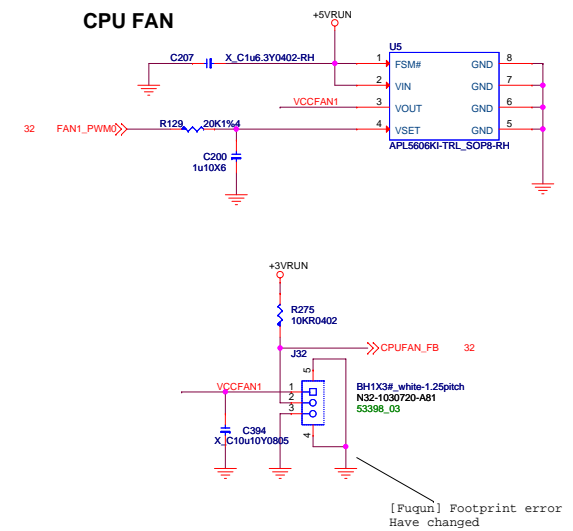 CPU FAN
+5VRUN
C207 X_C1u6.3Y0402-RH
U5
1 FSM# GND 8
2 VIN GND 7
VCCFAN1 3 VOUT GND 6
32 FAN1_PWM0 R129 20K1%4 4 VSET GND 5
APL5606KI-TRL_SOP8-RH
C200
1u10X6
+3VRUN
R275
10KR0402
CPUFAN_FB 32
J32
5
VCCFAN1 1 BH1X3#_white-1.25pitch
2 N32-1030720-A81
3 53398_03
4
C394
X_C10u10Y0805
[Fuqun] Footprint error
Have changed